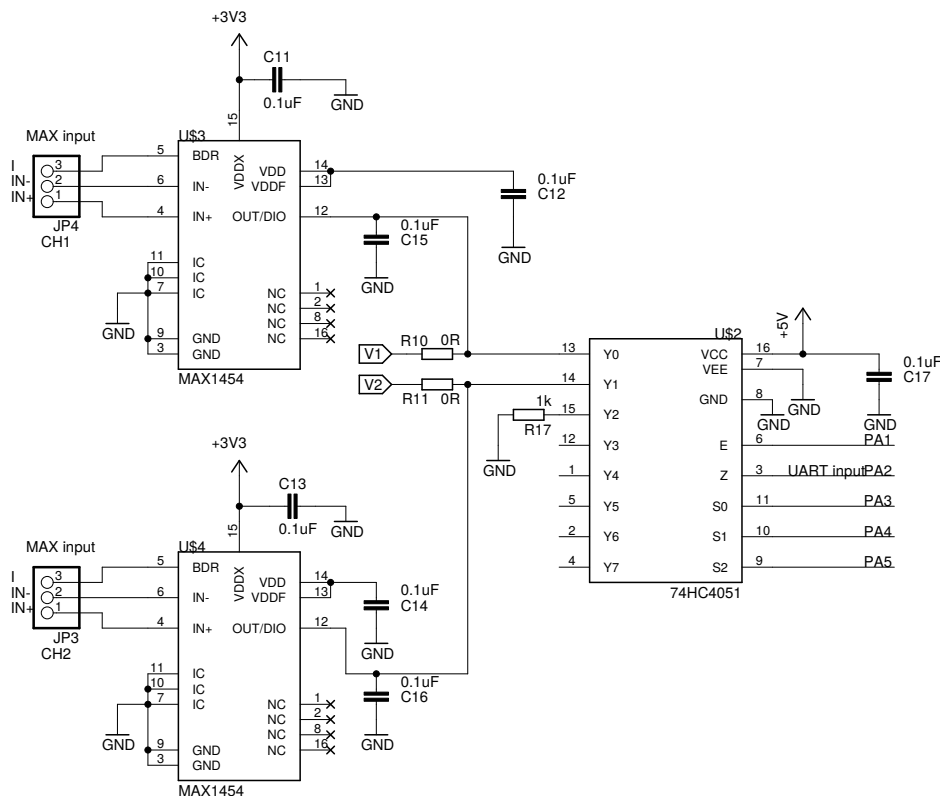 +3V3
C11
0.1uF
GND
15
MAX input
U$3
I 3 5 BDR
VDDX
VDD 14
IN- 2 6 IN-
VDDF 13
IN+ 1 4 IN+
OUT/DIO 12
JP4
CH1
0.1uF
C12
GND
0.1uF
C15
GND
11 IC
10 IC
7 IC
GND
NC 1
NC 2
NC 8
NC 16
9 GND
3 GND
MAX1454
V1
R10 0R
V2
R11 0R
U$2
+5V
13 Y0
VCC 16
14 Y1
VEE 7
15 Y2
GND 8
12 Y3
E 6 PA1
1 Y4
Z 3 UART input PA2
5 Y5
S0 11 PA3
2 Y6
S1 10 PA4
4 Y7
S2 9 PA5
74HC4051
1k
R17
GND
GND
GND
0.1uF
C17
GND
+3V3
C13
0.1uF
GND
15
MAX input
U$4
I 3 5 BDR
VDDX
VDD 14
IN- 2 6 IN-
VDDF 13
IN+ 1 4 IN+
OUT/DIO 12
JP3
CH2
0.1uF
C14
GND
0.1uF
C16
GND
11 IC
10 IC
7 IC
GND
NC 1
NC 2
NC 8
NC 16
9 GND
3 GND
MAX1454